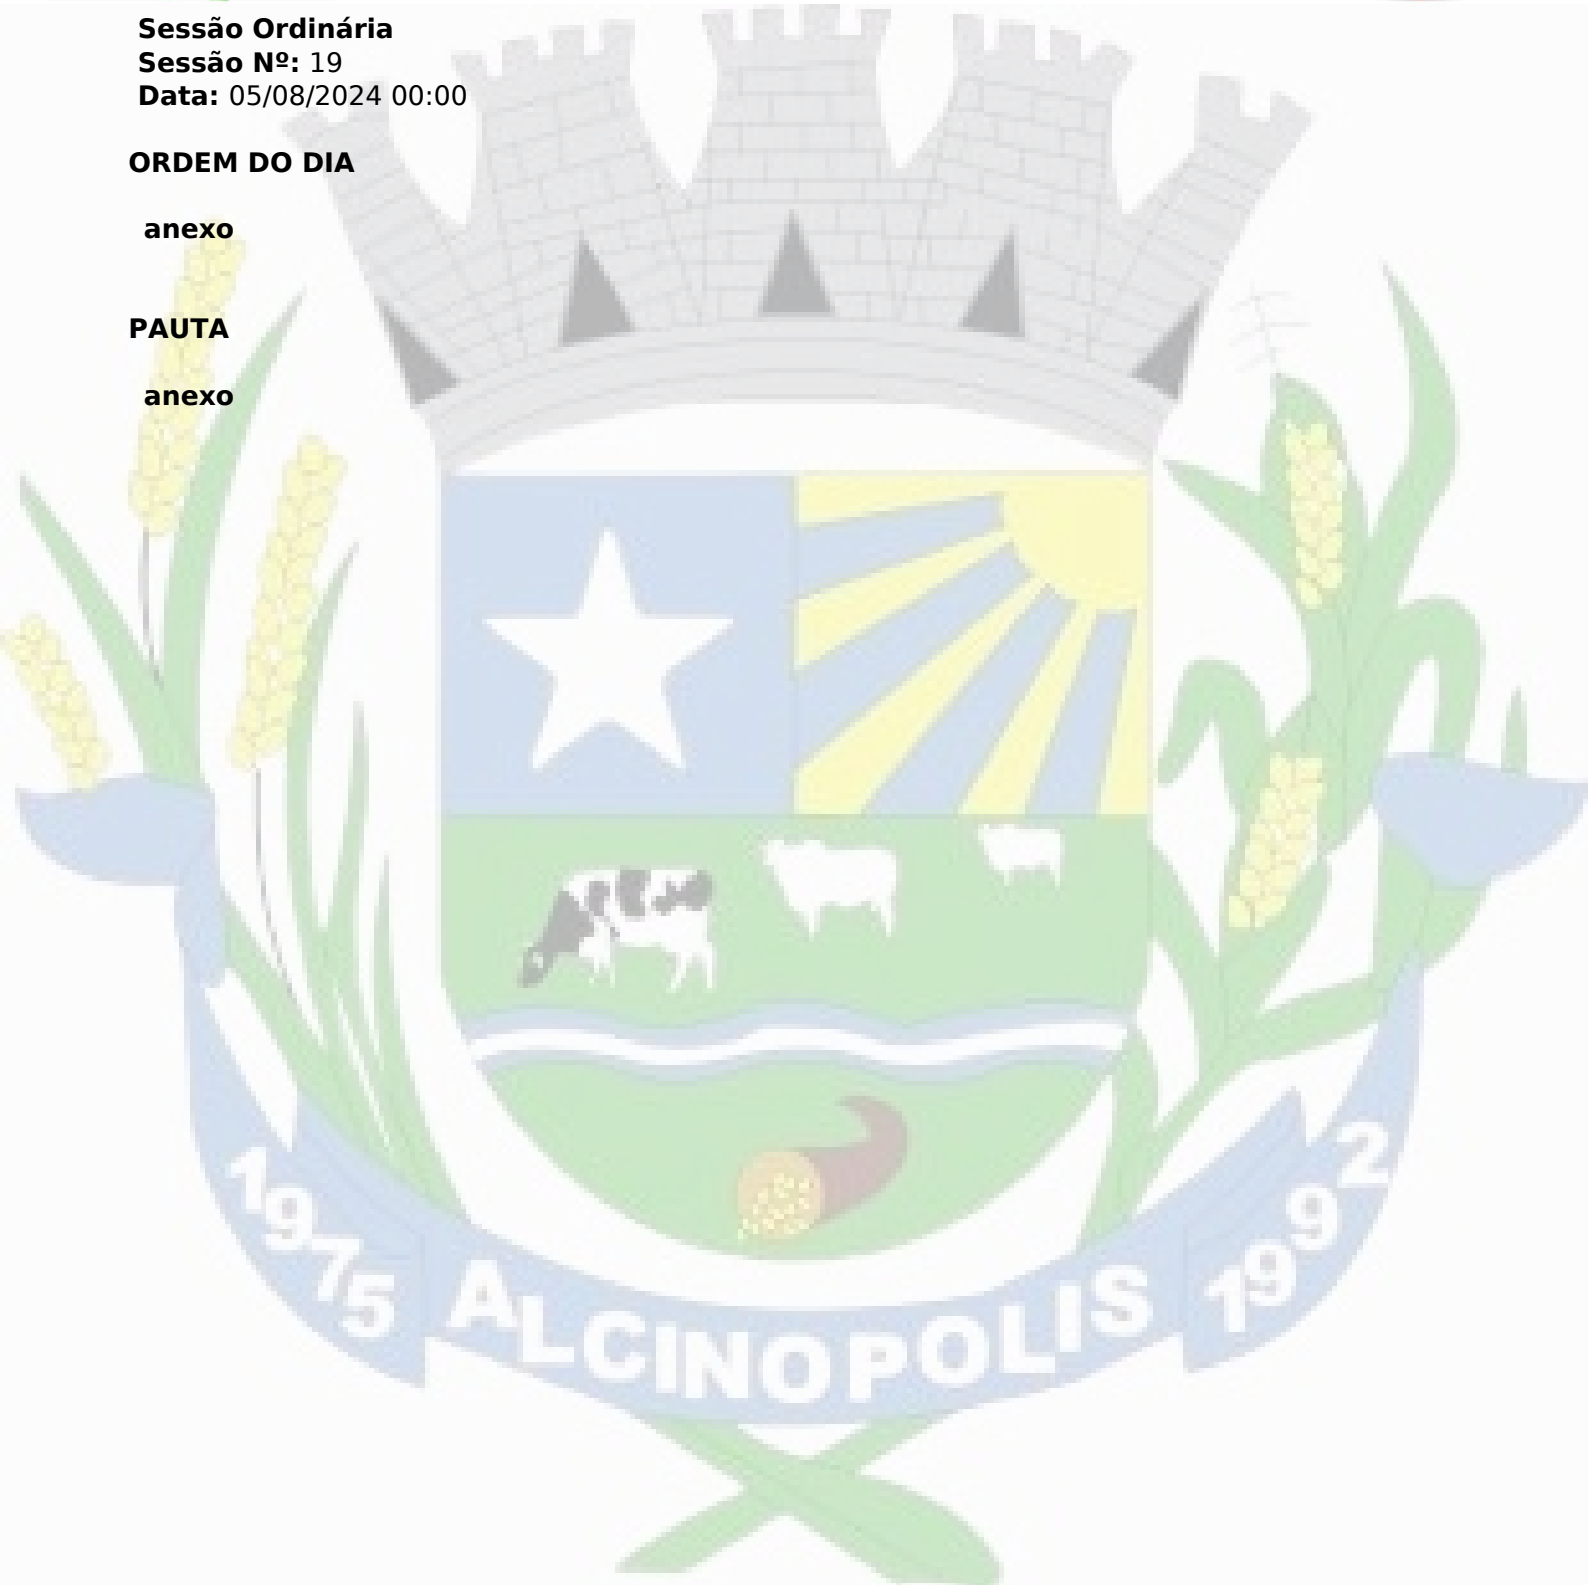 Sessão Ordinária
Sessão Nº: 19
Data: 05/08/2024 00:00
ORDEM DO DIA
anexo
PAUTA
anexo
1975 ALCINOPOLIS 1992